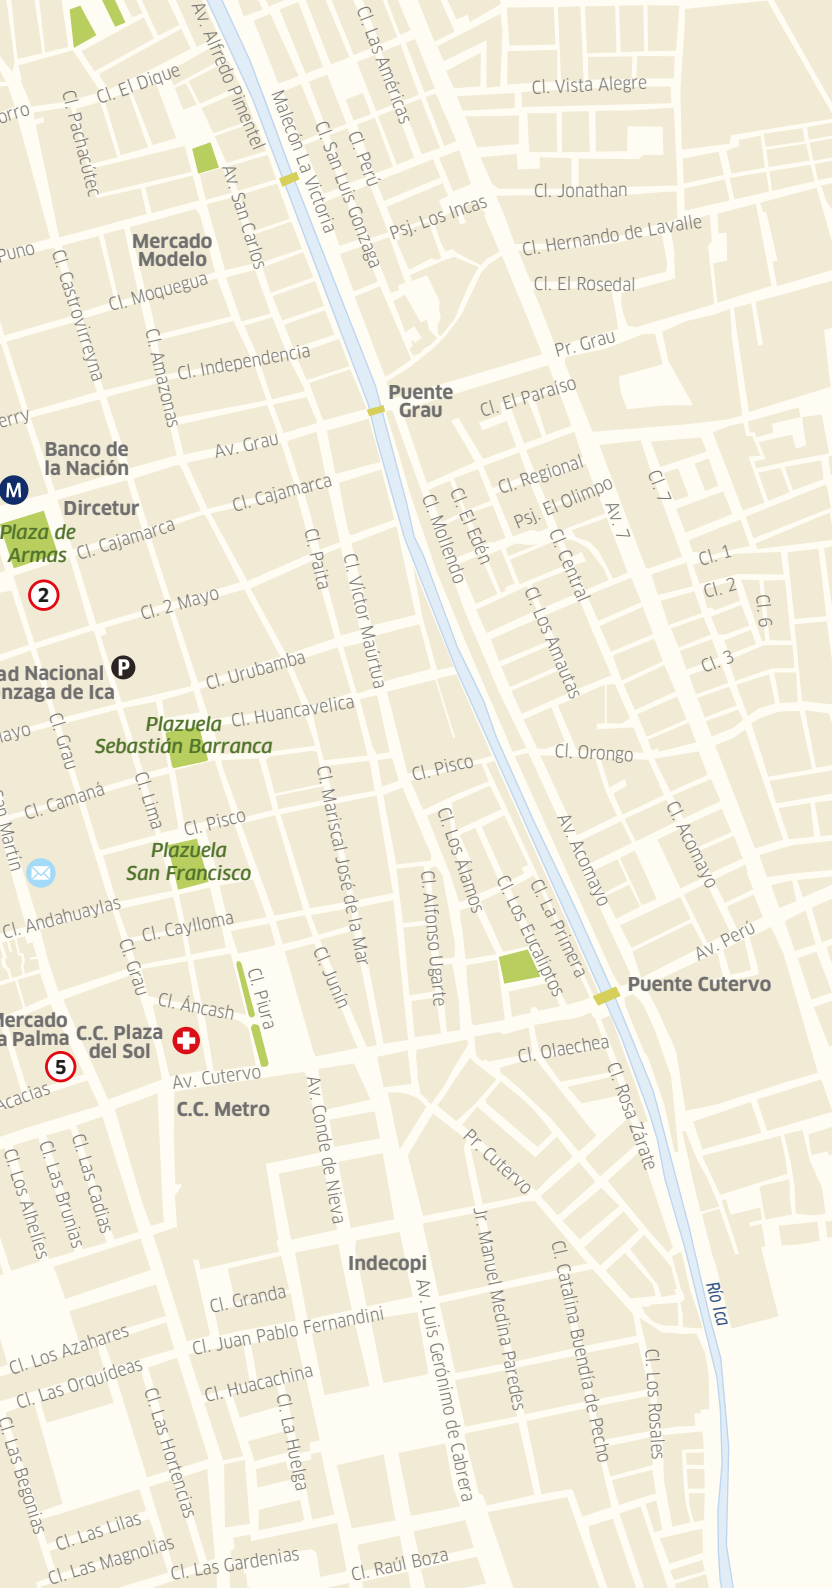 Av. Alfredo Pimentel
Cl. Las Américas
Cl. El Dique
Cl. Vista Alegre
Cl. Pachacútec
Malecón La Victoria
Cl. San Luis Gonzaga
Cl. Perú
Av. San Carlos
Cl. Jonathan
Psj. Los Incas
Cl. Hernando de Lavalle
Mercado
Modelo
Puno
Cl. Castrovirreyna
Cl. Moquegua
Cl. El Rosedal
Cl. Amazonas
Cl. Independencia
Pr. Grau
Puente
Grau
Cl. El Paraíso
erry
Av. Grau
Banco de
la Nación
M
Cl. Cajamarca
Cl. Regional
Cl. 7
Psj. El Olimpo
Av. 7
Dircetur
Plaza de
Armas
Cl. Cajamarca
Cl. Mollendo
Cl. El Edén
Cl. Central
Cl. Paita
Cl. Víctor Maúrtua
Cl. 1
Cl. 2
Cl. 6
2
Cl. 2 Mayo
Cl. Los Amautas
Cl. 3
ad Nacional
nzaga de Ica
P
Cl. Urubamba
Cl. Huancavelica
Plazuela
Sebastián Barranca
ayo
Cl. Grau
Cl. Orongo
Cl. Pisco
Cl. Lima
Cl. Camaná
Cl. Mariscal José de la Mar
an Martín
Cl. Pisco
Cl. Los Álamos
Av. Acomayo
Cl. Acomayo
Plazuela
San Francisco
Cl. Alfonso Ugarte
Cl. Los Eucaliptos
Cl. La Primera
Cl. Andahuaylas
Cl. Caylloma
Av. Perú
Cl. Grau
Cl. Junín
Cl. Piura
Puente Cutervo
Cl. Áncash
Mercado
a Palma
C.C. Plaza
del Sol
5
Cl. Olaechea
Av. Cutervo
Acacias
Cl. Rosa Zárate
C.C. Metro
Av. Conde de Nieva
Pr. Cutervo
Cl. Los Alhelíes
Cl. Las Brunias
Cl. Las Cadias
Jr. Manuel Medina Paredes
Cl. Catalina Buendía de Pecho
Indecopi
Río Ica
Cl. Granda
Av. Luis Gerónimo de Cabrera
Cl. Juan Pablo Fernandini
Cl. Los Azahares
Cl. Los Rosales
Cl. Las Orquídeas
Cl. Huacachina
Cl. Las Hortencias
Cl. La Huelga
Cl. Las Begonias
Cl. Las Lilas
Cl. Las Magnolias
Cl. Las Gardenias
Cl. Raúl Boza